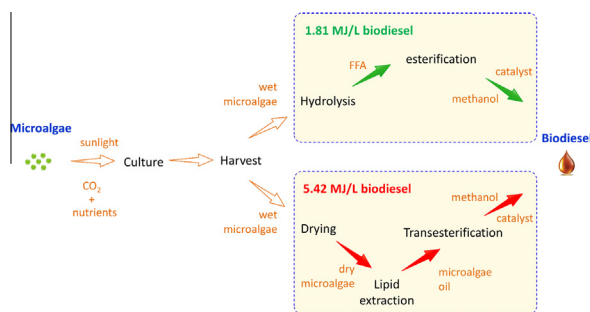 1.81 MJ/L biodiesel
FFA
esterification
catalyst
methanol
wet
microalgae
Hydrolysis
Microalgae
sunlight
Culture
Harvest
Biodiesel
CO₂
+
nutrients
wet
microalgae
5.42 MJ/L biodiesel
methanol
catalyst
Drying
Transesterification
dry
microalgae
Lipid
extraction
microalgae
oil